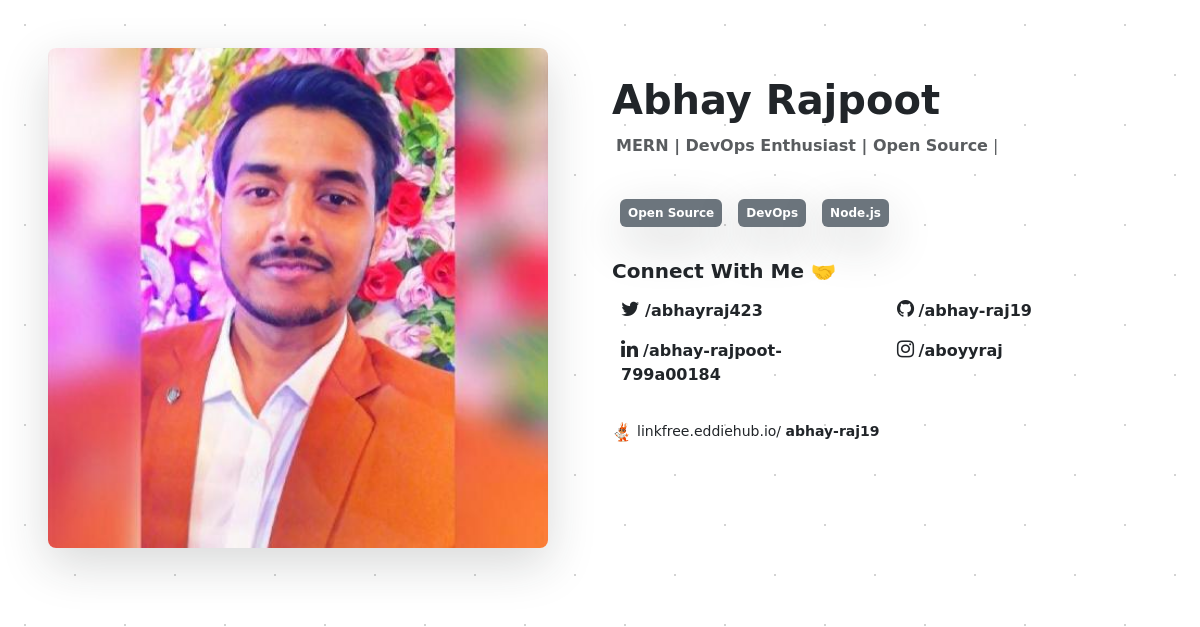 Abhay Rajpoot
MERN | DevOps Enthusiast | Open Source |
Open Source DevOps Node.js
Connect With Me 🤝
/abhayraj423 /abhay-raj19
/abhay-rajpoot- /aboyyraj
799a00184
linkfree.eddiehub.io/ abhay-raj19